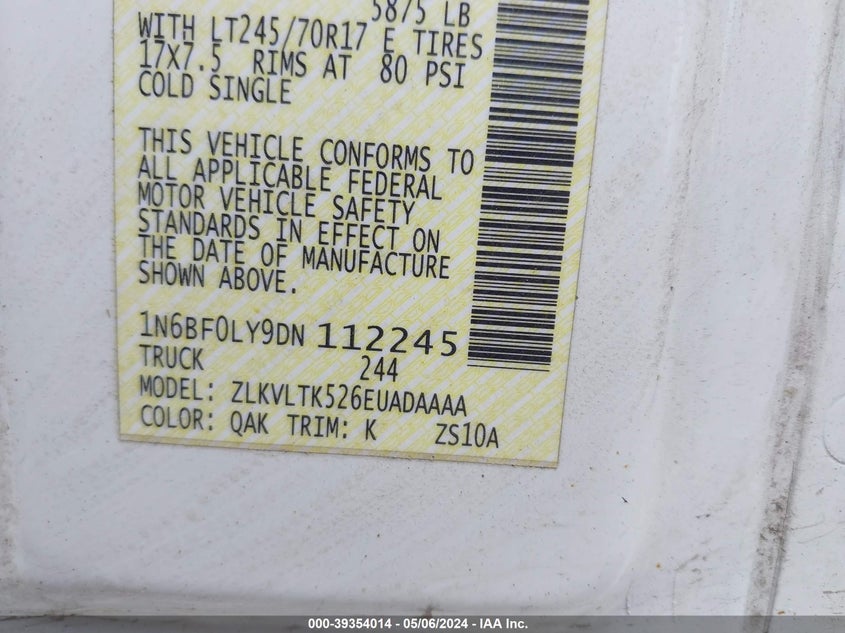 5875 LB
WITH LT245/70R17 E TIRES
17X7.5 RIMS AT 80 PSI
COLD SINGLE
THIS VEHICLE CONFORMS TO
ALL APPLICABLE FEDERAL
MOTOR VEHICLE SAFETY
STANDARDS IN EFFECT ON
THE DATE OF MANUFACTURE
SHOWN ABOVE.
1N6BF0LY9DN 112245
TRUCK 244
MODEL: ZLKVLTK526EUADAAAA
COLOR: QAK TRIM: K ZS10A
000-39354014 - 05/06/2024 - IAA Inc.